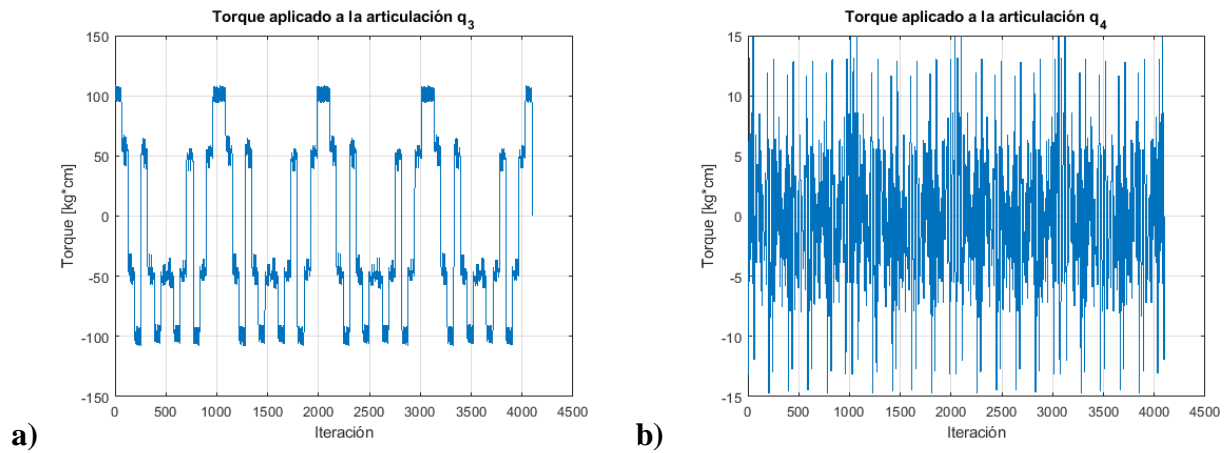 Torque aplicado a la articulación q3
Torque [kg*cm]
150
100
50
0
-50
-100
-150
0 500 1000 1500 2000 2500 3000 3500 4000 4500
Iteración
a)
Torque aplicado a la articulación q4
Torque [kg*cm]
15
10
5
0
-5
-10
-15
0 500 1000 1500 2000 2500 3000 3500 4000 4500
Iteración
b)